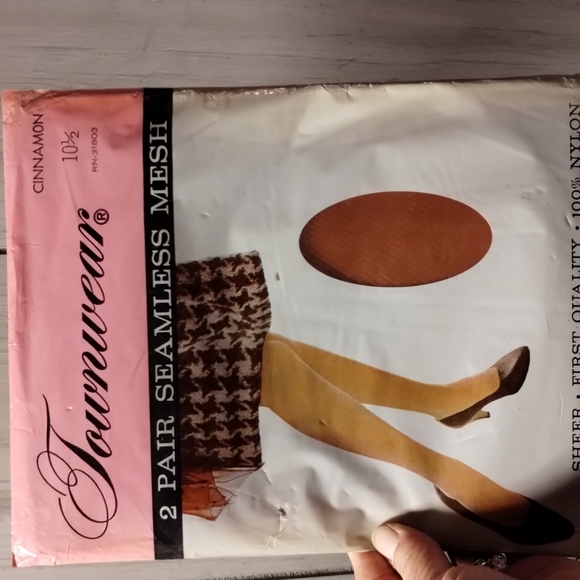 CINNAMON
10½
RN-31803
Townwear®
2 PAIR SEAMLESS MESH
SHEER · FIRST QUALITY · 100% NYLON